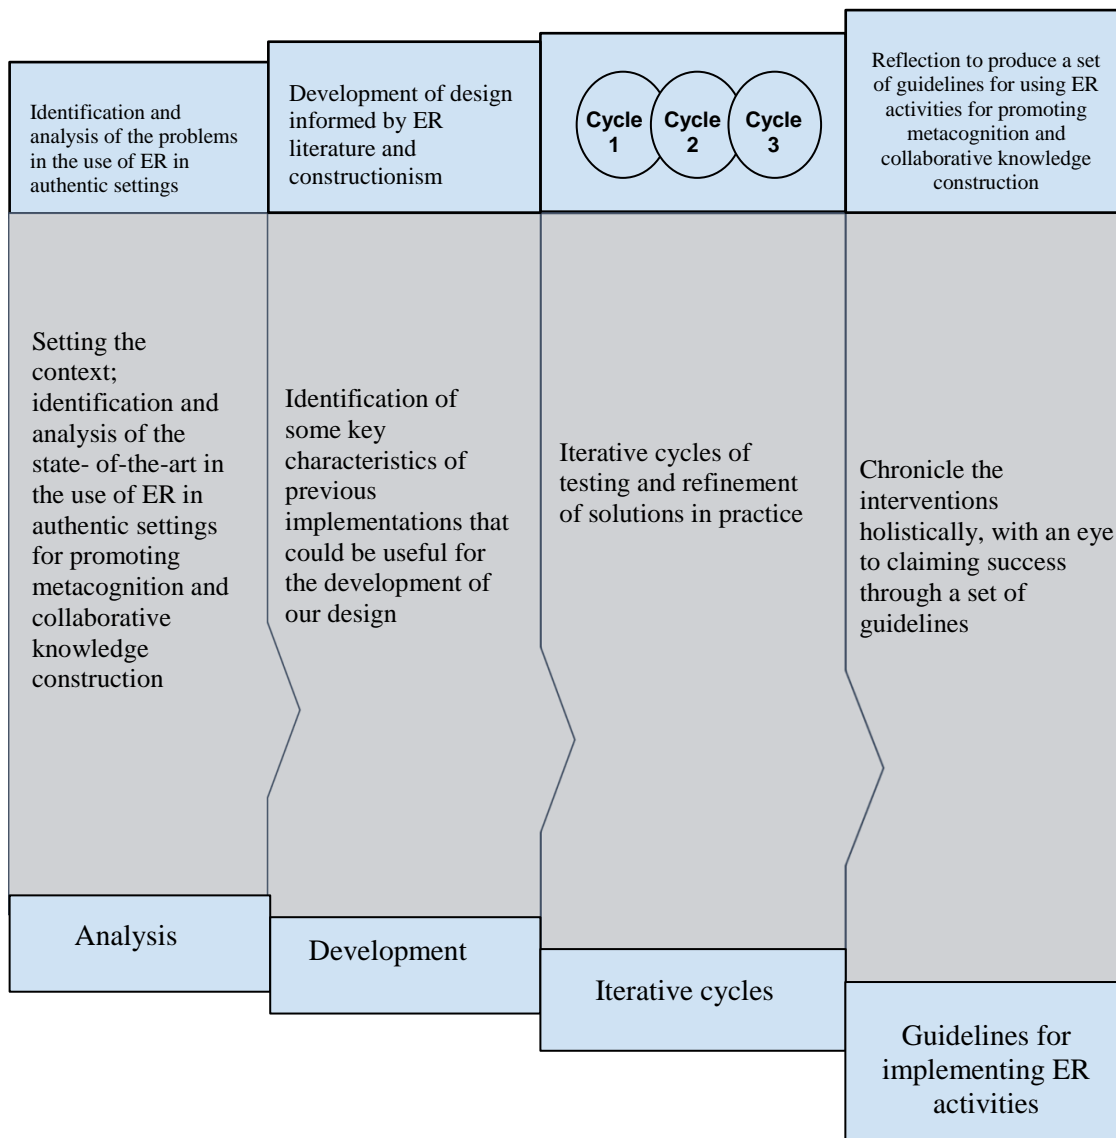 Identification and
analysis of the problems
in the use of ER in
authentic settings
Development of design
informed by ER
literature and
constructionism
Cycle
1
Cycle
2
Cycle
3
Reflection to produce a set
of guidelines for using ER
activities for promoting
metacognition and
collaborative knowledge
construction
Setting the
context;
identification and
analysis of the
state- of-the-art in
the use of ER in
authentic settings
for promoting
metacognition and
collaborative
knowledge
construction
Identification of
some key
characteristics of
previous
implementations that
could be useful for
the development of
our design
Iterative cycles of
testing and refinement
of solutions in practice
Chronicle the
interventions
holistically, with an eye
to claiming success
through a set of
guidelines
Analysis
Development
Iterative cycles
Guidelines for
implementing ER
activities